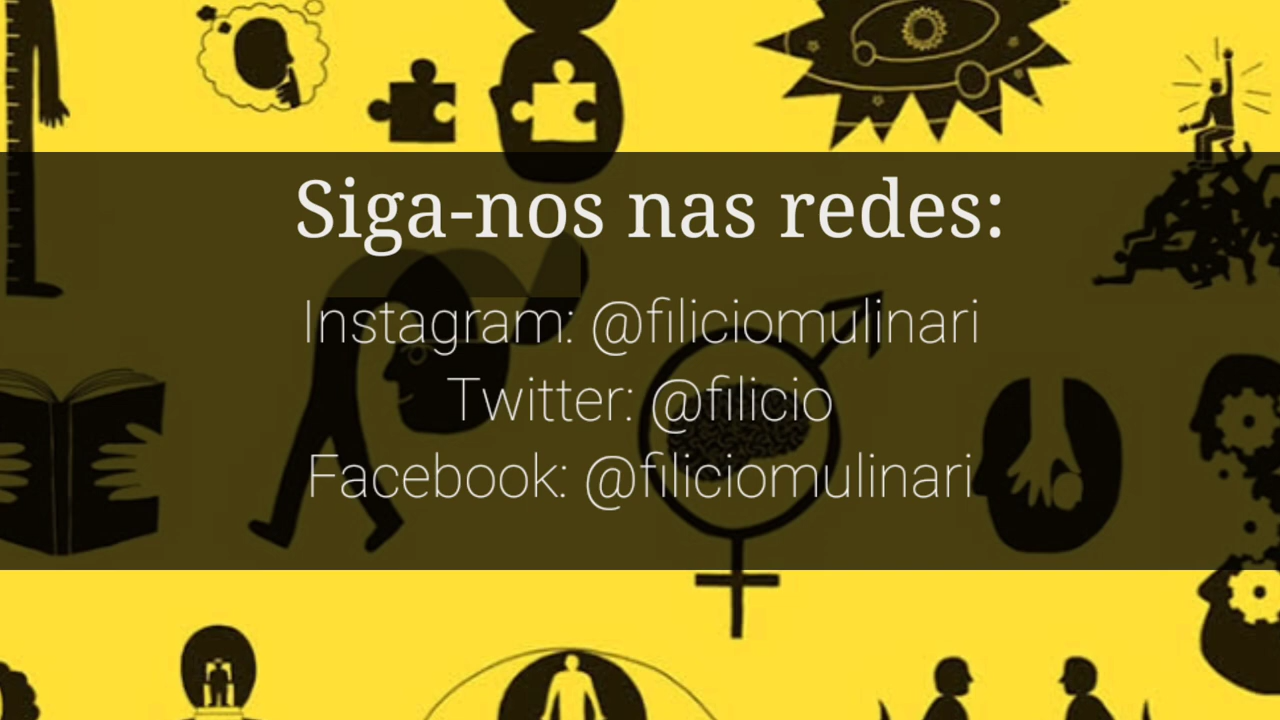 Siga-nos nas redes:
Instagram: @filiciomulinari
Twitter: @filicio
Facebook: @filiciomulinari